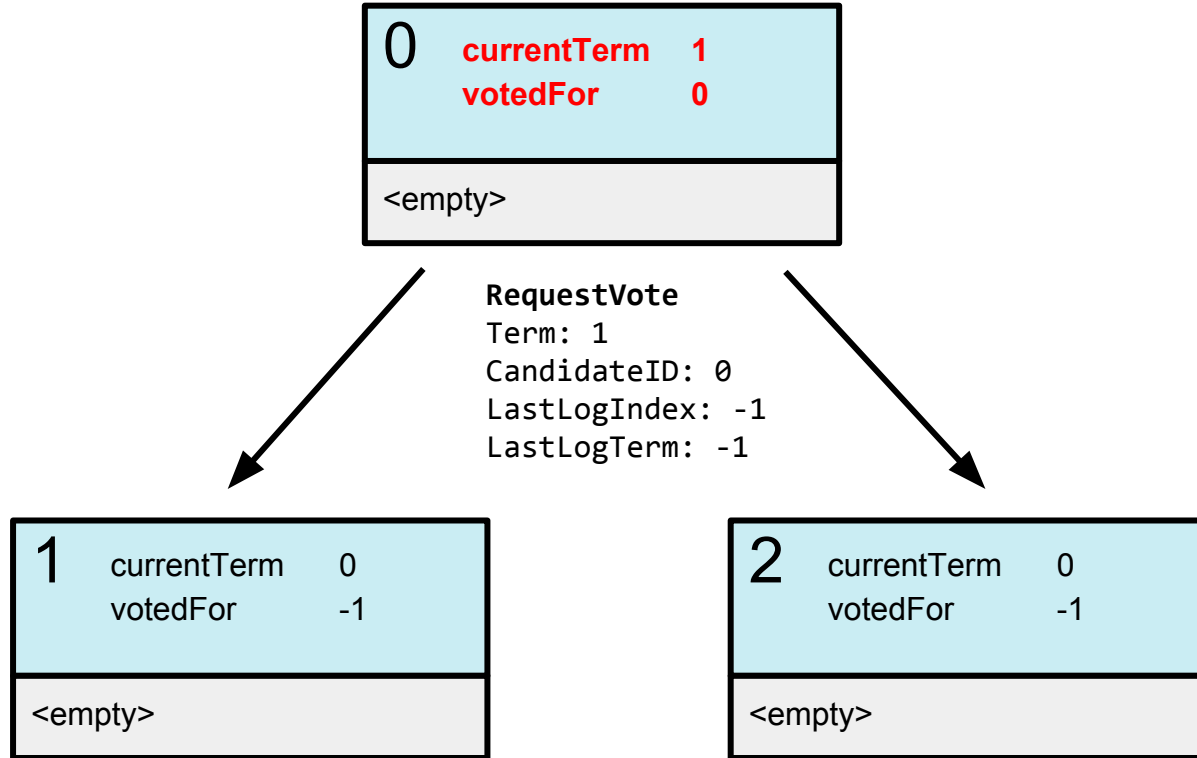 0
currentTerm 1
votedFor 0
<empty>
RequestVote
Term: 1
CandidateID: 0
LastLogIndex: -1
LastLogTerm: -1
1
currentTerm 0
votedFor -1
<empty>
2
currentTerm 0
votedFor -1
<empty>